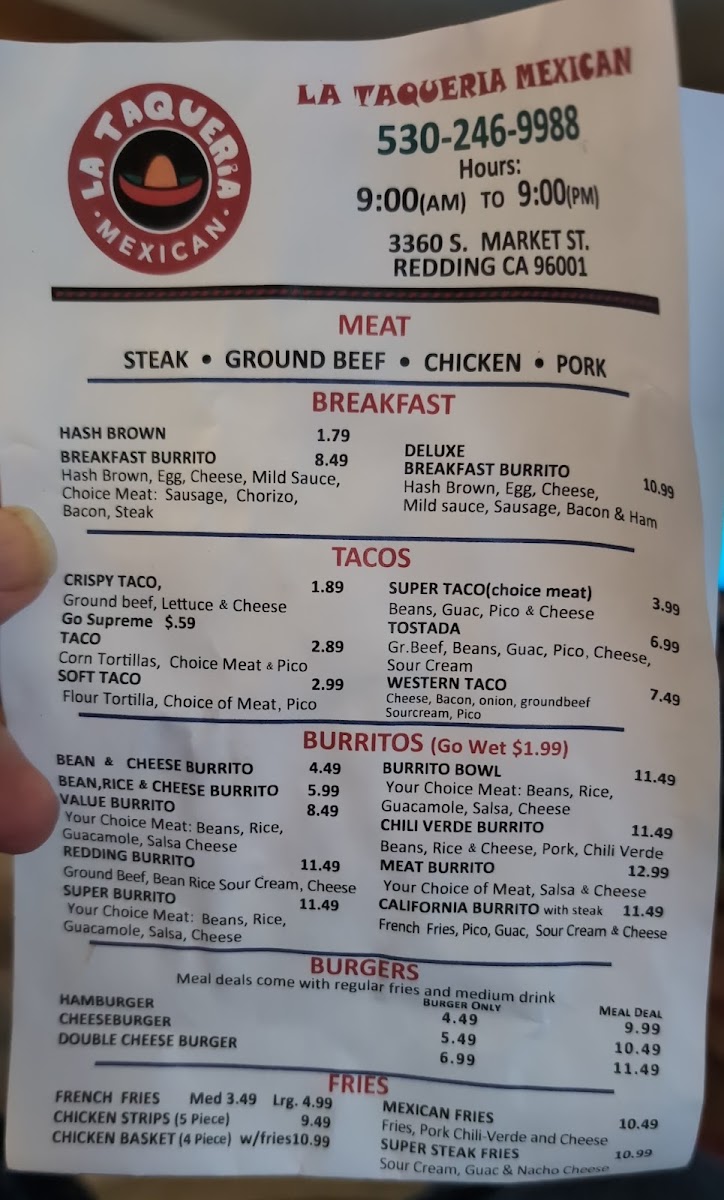 LA TAQUERIA
MEXICAN
LA TAQUERIA MEXICAN
530-246-9988
Hours:
9:00(AM) TO 9:00(PM)
3360 S. MARKET ST.
REDDING CA 96001
MEAT
STEAK • GROUND BEEF • CHICKEN • PORK
BREAKFAST
HASH BROWN 1.79
BREAKFAST BURRITO 8.49
Hash Brown, Egg, Cheese, Mild Sauce,
Choice Meat: Sausage, Chorizo,
Bacon, Steak
DELUXE
BREAKFAST BURRITO 10.99
Hash Brown, Egg, Cheese,
Mild sauce, Sausage, Bacon & Ham
TACOS
CRISPY TACO, 1.89
Ground beef, Lettuce & Cheese
Go Supreme $.59
TACO 2.89
Corn Tortillas, Choice Meat & Pico
SOFT TACO 2.99
Flour Tortilla, Choice of Meat, Pico
SUPER TACO(choice meat) 3.99
Beans, Guac, Pico & Cheese
TOSTADA 6.99
Gr.Beef, Beans, Guac, Pico, Cheese,
Sour Cream
WESTERN TACO 7.49
Cheese, Bacon, onion, groundbeef
Sourcream, Pico
BURRITOS (Go Wet $1.99)
BEAN & CHEESE BURRITO 4.49
BEAN,RICE & CHEESE BURRITO 5.99
VALUE BURRITO 8.49
Your Choice Meat: Beans, Rice,
Guacamole, Salsa Cheese
REDDING BURRITO 11.49
Ground Beef, Bean Rice Sour Cream, Cheese
SUPER BURRITO 11.49
Your Choice Meat: Beans, Rice,
Guacamole, Salsa, Cheese
BURRITO BOWL 11.49
Your Choice Meat: Beans, Rice,
Guacamole, Salsa, Cheese
CHILI VERDE BURRITO 11.49
Beans, Rice & Cheese, Pork, Chili Verde
MEAT BURRITO 12.99
Your Choice of Meat, Salsa & Cheese
CALIFORNIA BURRITO with steak 11.49
French Fries, Pico, Guac, Sour Cream & Cheese
BURGERS
Meal deals come with regular fries and medium drink
BURGER ONLY MEAL DEAL
HAMBURGER 4.49 9.99
CHEESEBURGER 5.49 10.49
DOUBLE CHEESE BURGER 6.99 11.49
FRIES
FRENCH FRIES Med 3.49 Lrg. 4.99
CHICKEN STRIPS (5 Piece) 9.49
CHICKEN BASKET (4 Piece) w/fries10.99
MEXICAN FRIES 10.49
Fries, Pork Chili-Verde and Cheese
SUPER STEAK FRIES 10.99
Sour Cream, Guac & Nacho Cheese